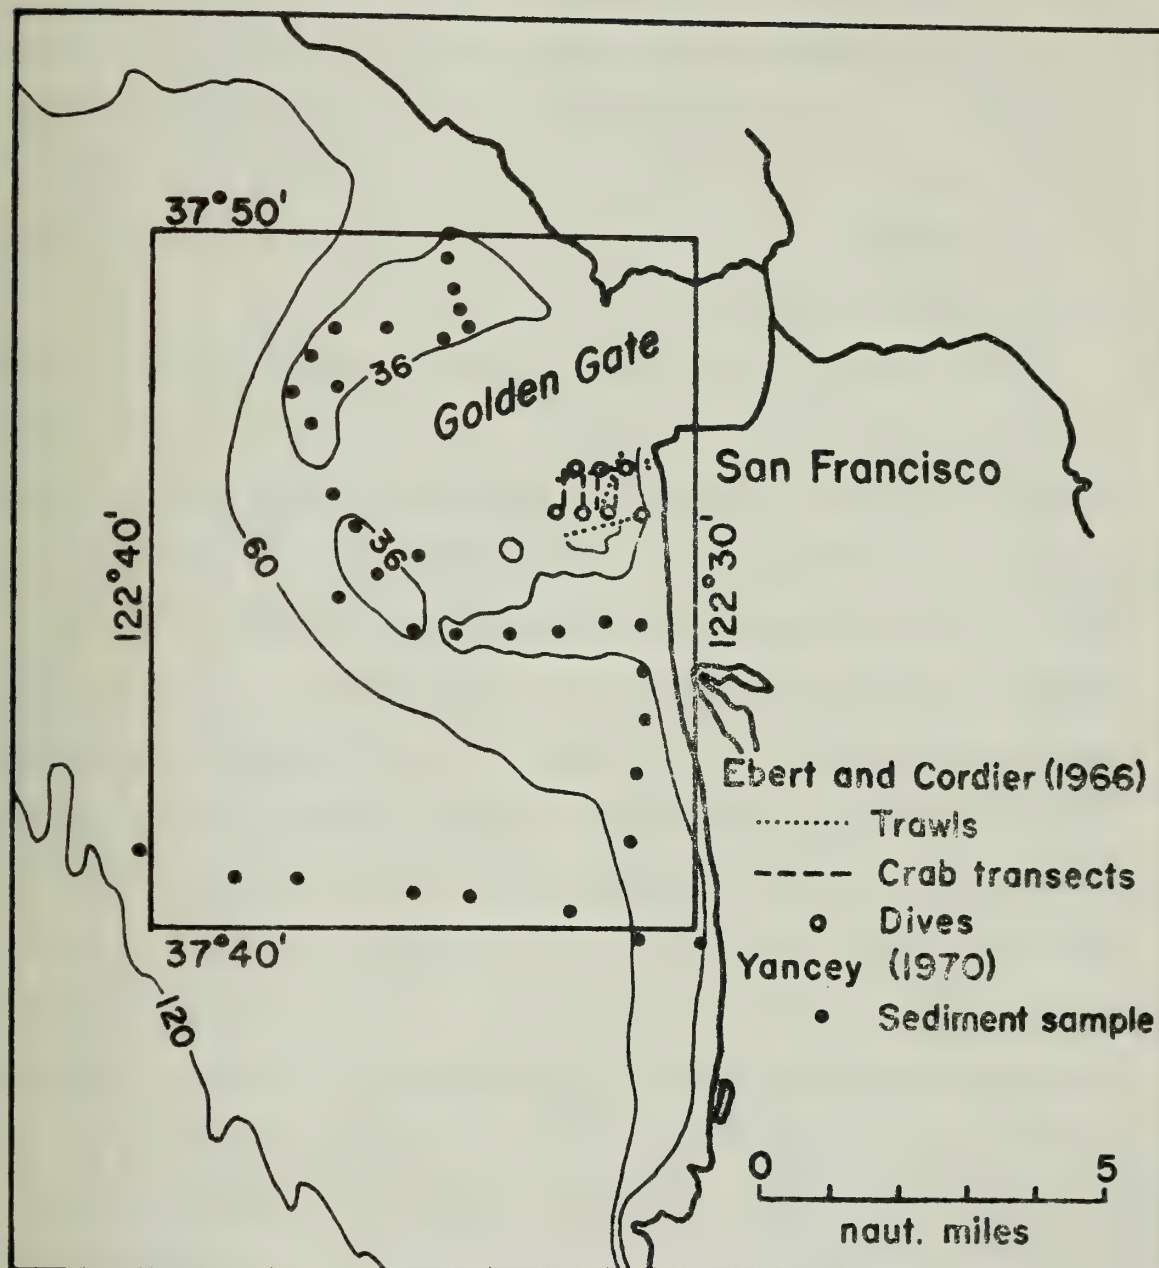 37°50'
36
Golden Gate
San Francisco
122°40'
60
36
122°30'
Ebert and Cordier (1966)
Trawls
Crab transects
Dives
37°40'
Yancey (1970)
Sediment sample
120
0 5
naut. miles